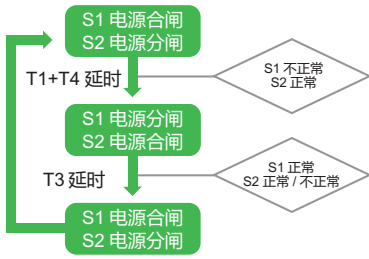 S1 电源合闸
S2 电源分闸
T1+T4 延时
S1 不正常
S2 正常
S1 电源分闸
S2 电源合闸
T3 延时
S1 正常
S2 正常 / 不正常
S1 电源合闸
S2 电源分闸